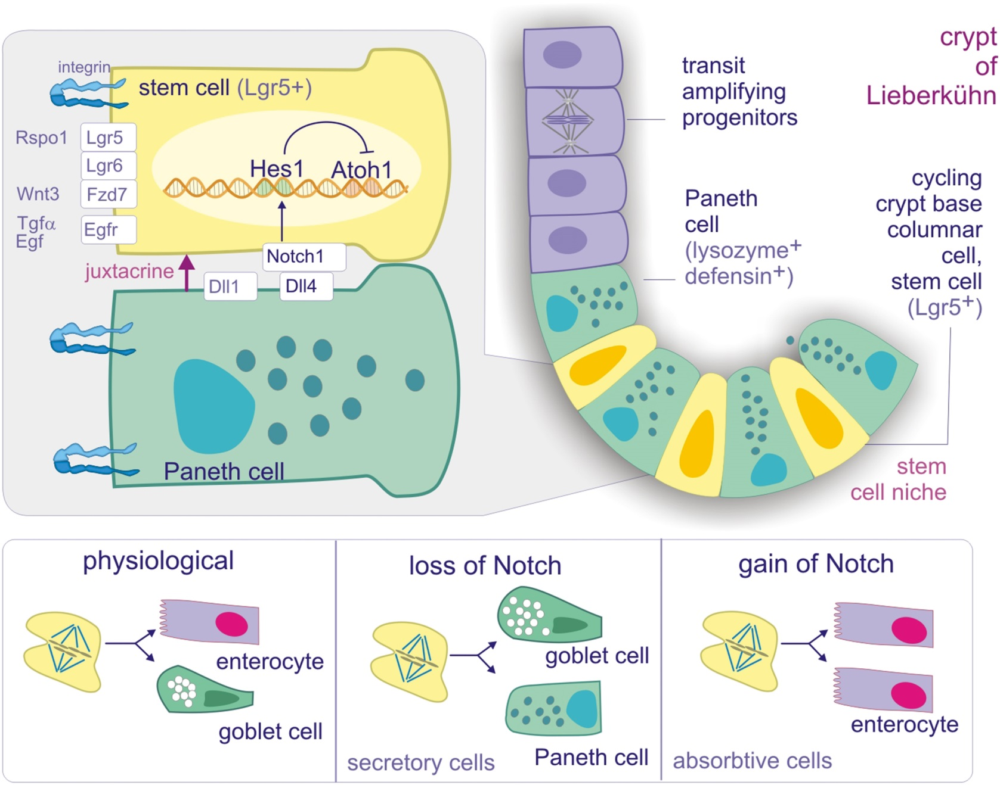 integrin
stem cell (Lgr5+)
Rspo1
Lgr5
Lgr6
Wnt3
Fzd7
Tgfα
Egf
Egfr
Hes1
Atoh1
juxtacrine
Notch1
Dll1
Dll4
Paneth cell
transit
amplifying
progenitors
crypt
of
Lieberkühn
Paneth
cell
(lysozyme+
defensin+)
cycling
crypt base
columnar
cell,
stem cell
(Lgr5+)
stem
cell niche
physiological
enterocyte
goblet cell
loss of Notch
goblet cell
Paneth cell
secretory cells
gain of Notch
enterocyte
absorbtive cells